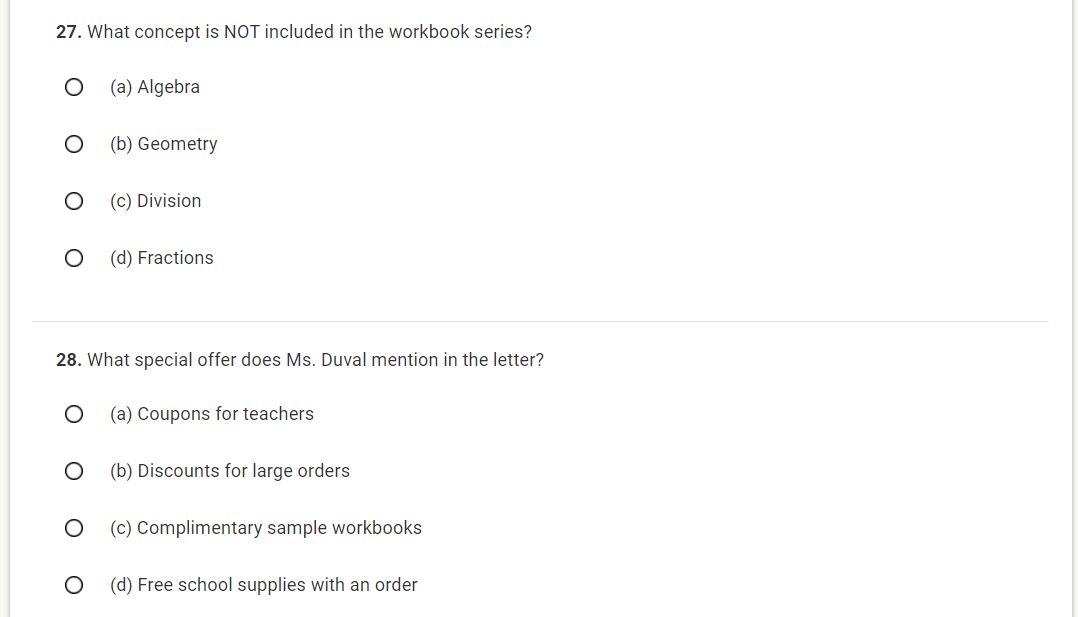 27. What concept is NOT included in the workbook series?
(a) Algebra
(b) Geometry
(c) Division
(d) Fractions
28. What special offer does Ms. Duval mention in the letter?
(a) Coupons for teachers
(b) Discounts for large orders
(c) Complimentary sample workbooks
(d) Free school supplies with an order